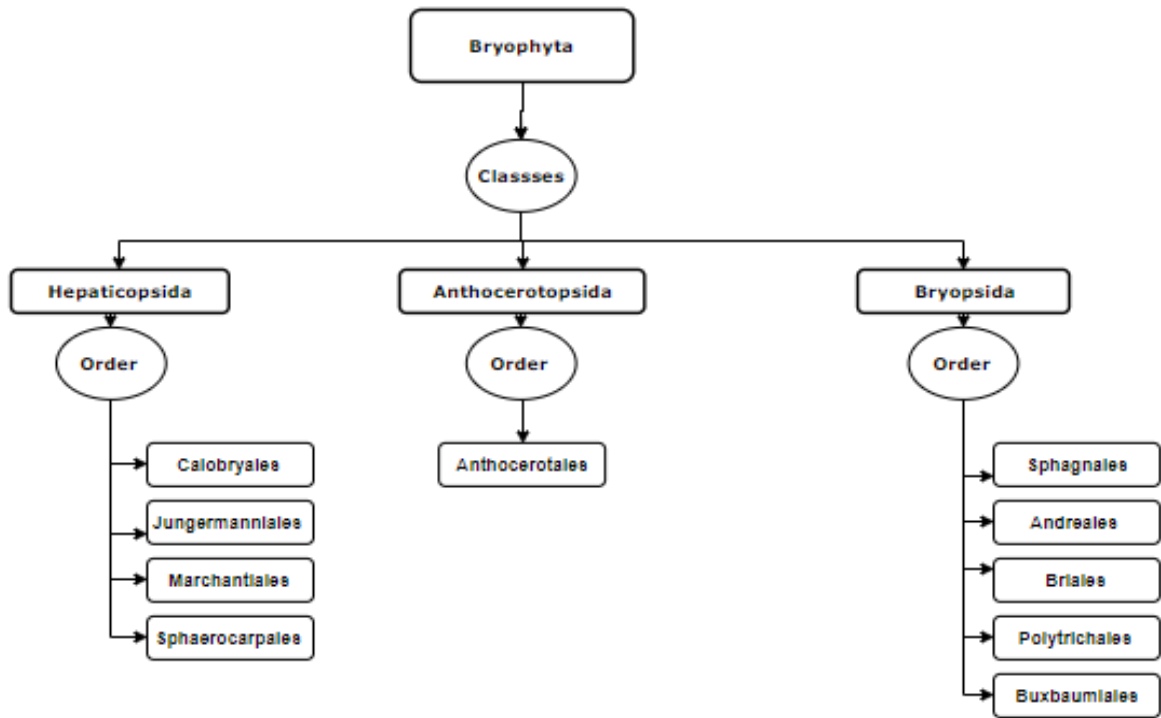 Bryophyta
Classses
Hepaticopsida
Anthocerotopsida
Bryopsida
Order
Order
Order
Calobryales
Jungermanniales
Marchantiales
Sphaerocarpales
Anthocerotales
Sphagnales
Andreales
Briales
Polytrichales
Buxbaumiales